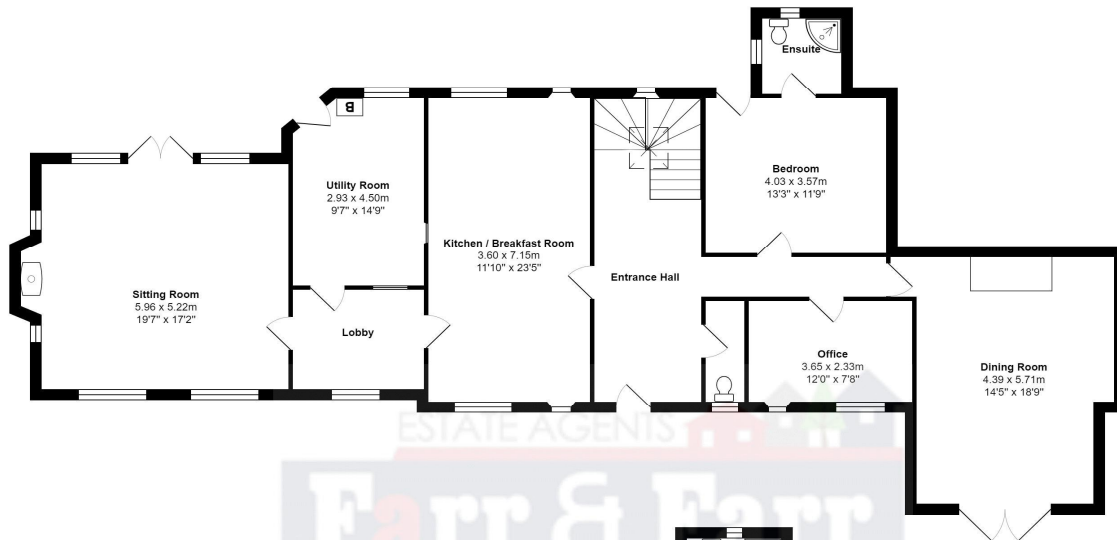 Ensuite
B
Utility Room
2.93 x 4.50m
9'7" x 14'9"
Bedroom
4.03 x 3.57m
13'3" x 11'9"
Kitchen / Breakfast Room
3.60 x 7.15m
11'10" x 23'5"
Entrance Hall
Sitting Room
5.96 x 5.22m
19'7" x 17'2"
Lobby
Office
3.65 x 2.33m
12'0" x 7'8"
Dining Room
4.39 x 5.71m
14'5" x 18'9"
ESTATE AGENTS
Farr & Farr